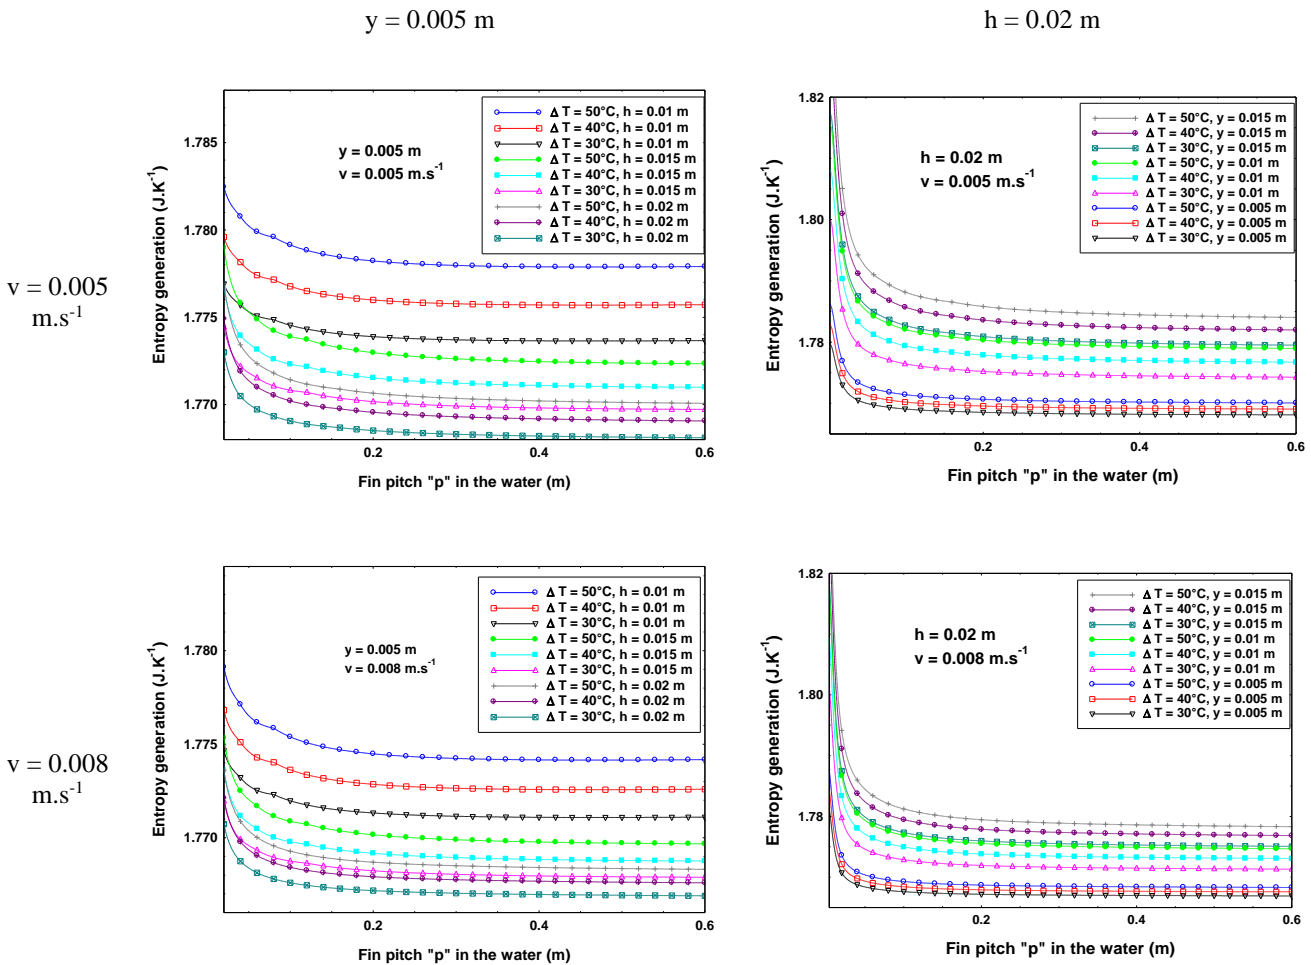 y = 0.005 m
h = 0.02 m
v = 0.005
m.s-1
Entropy generation (J.K-1)
1.785
1.780
1.775
1.770
y = 0.005 m
v = 0.005 m.s-1
Δ T = 50°C, h = 0.01 m
Δ T = 40°C, h = 0.01 m
Δ T = 30°C, h = 0.01 m
Δ T = 50°C, h = 0.015 m
Δ T = 40°C, h = 0.015 m
Δ T = 30°C, h = 0.015 m
Δ T = 50°C, h = 0.02 m
Δ T = 40°C, h = 0.02 m
Δ T = 30°C, h = 0.02 m
0.2 0.4 0.6
Fin pitch "p" in the water (m)
Entropy generation (J.K-1)
1.82
1.80
1.78
h = 0.02 m
v = 0.005 m.s-1
Δ T = 50°C, y = 0.015 m
Δ T = 40°C, y = 0.015 m
Δ T = 30°C, y = 0.015 m
Δ T = 50°C, y = 0.01 m
Δ T = 40°C, y = 0.01 m
Δ T = 30°C, y = 0.01 m
Δ T = 50°C, y = 0.005 m
Δ T = 40°C, y = 0.005 m
Δ T = 30°C, y = 0.005 m
0.2 0.4 0.6
Fin pitch "p" in the water (m)
v = 0.008
m.s-1
Entropy generation (J.K-1)
1.780
1.775
1.770
y = 0.005 m
v = 0.008 m.s-1
Δ T = 50°C, h = 0.01 m
Δ T = 40°C, h = 0.01 m
Δ T = 30°C, h = 0.01 m
Δ T = 50°C, h = 0.015 m
Δ T = 40°C, h = 0.015 m
Δ T = 30°C, h = 0.015 m
Δ T = 50°C, h = 0.02 m
Δ T = 40°C, h = 0.02 m
Δ T = 30°C, h = 0.02 m
0.2 0.4 0.6
Fin pitch "p" in the water (m)
Entropy generation (J.K-1)
1.82
1.80
1.78
h = 0.02 m
v = 0.008 m.s-1
Δ T = 50°C, y = 0.015 m
Δ T = 40°C, y = 0.015 m
Δ T = 30°C, y = 0.015 m
Δ T = 50°C, y = 0.01 m
Δ T = 40°C, y = 0.01 m
Δ T = 30°C, y = 0.01 m
Δ T = 50°C, y = 0.005 m
Δ T = 40°C, y = 0.005 m
Δ T = 30°C, y = 0.005 m
0.2 0.4 0.6
Fin pitch "p" in the water (m)